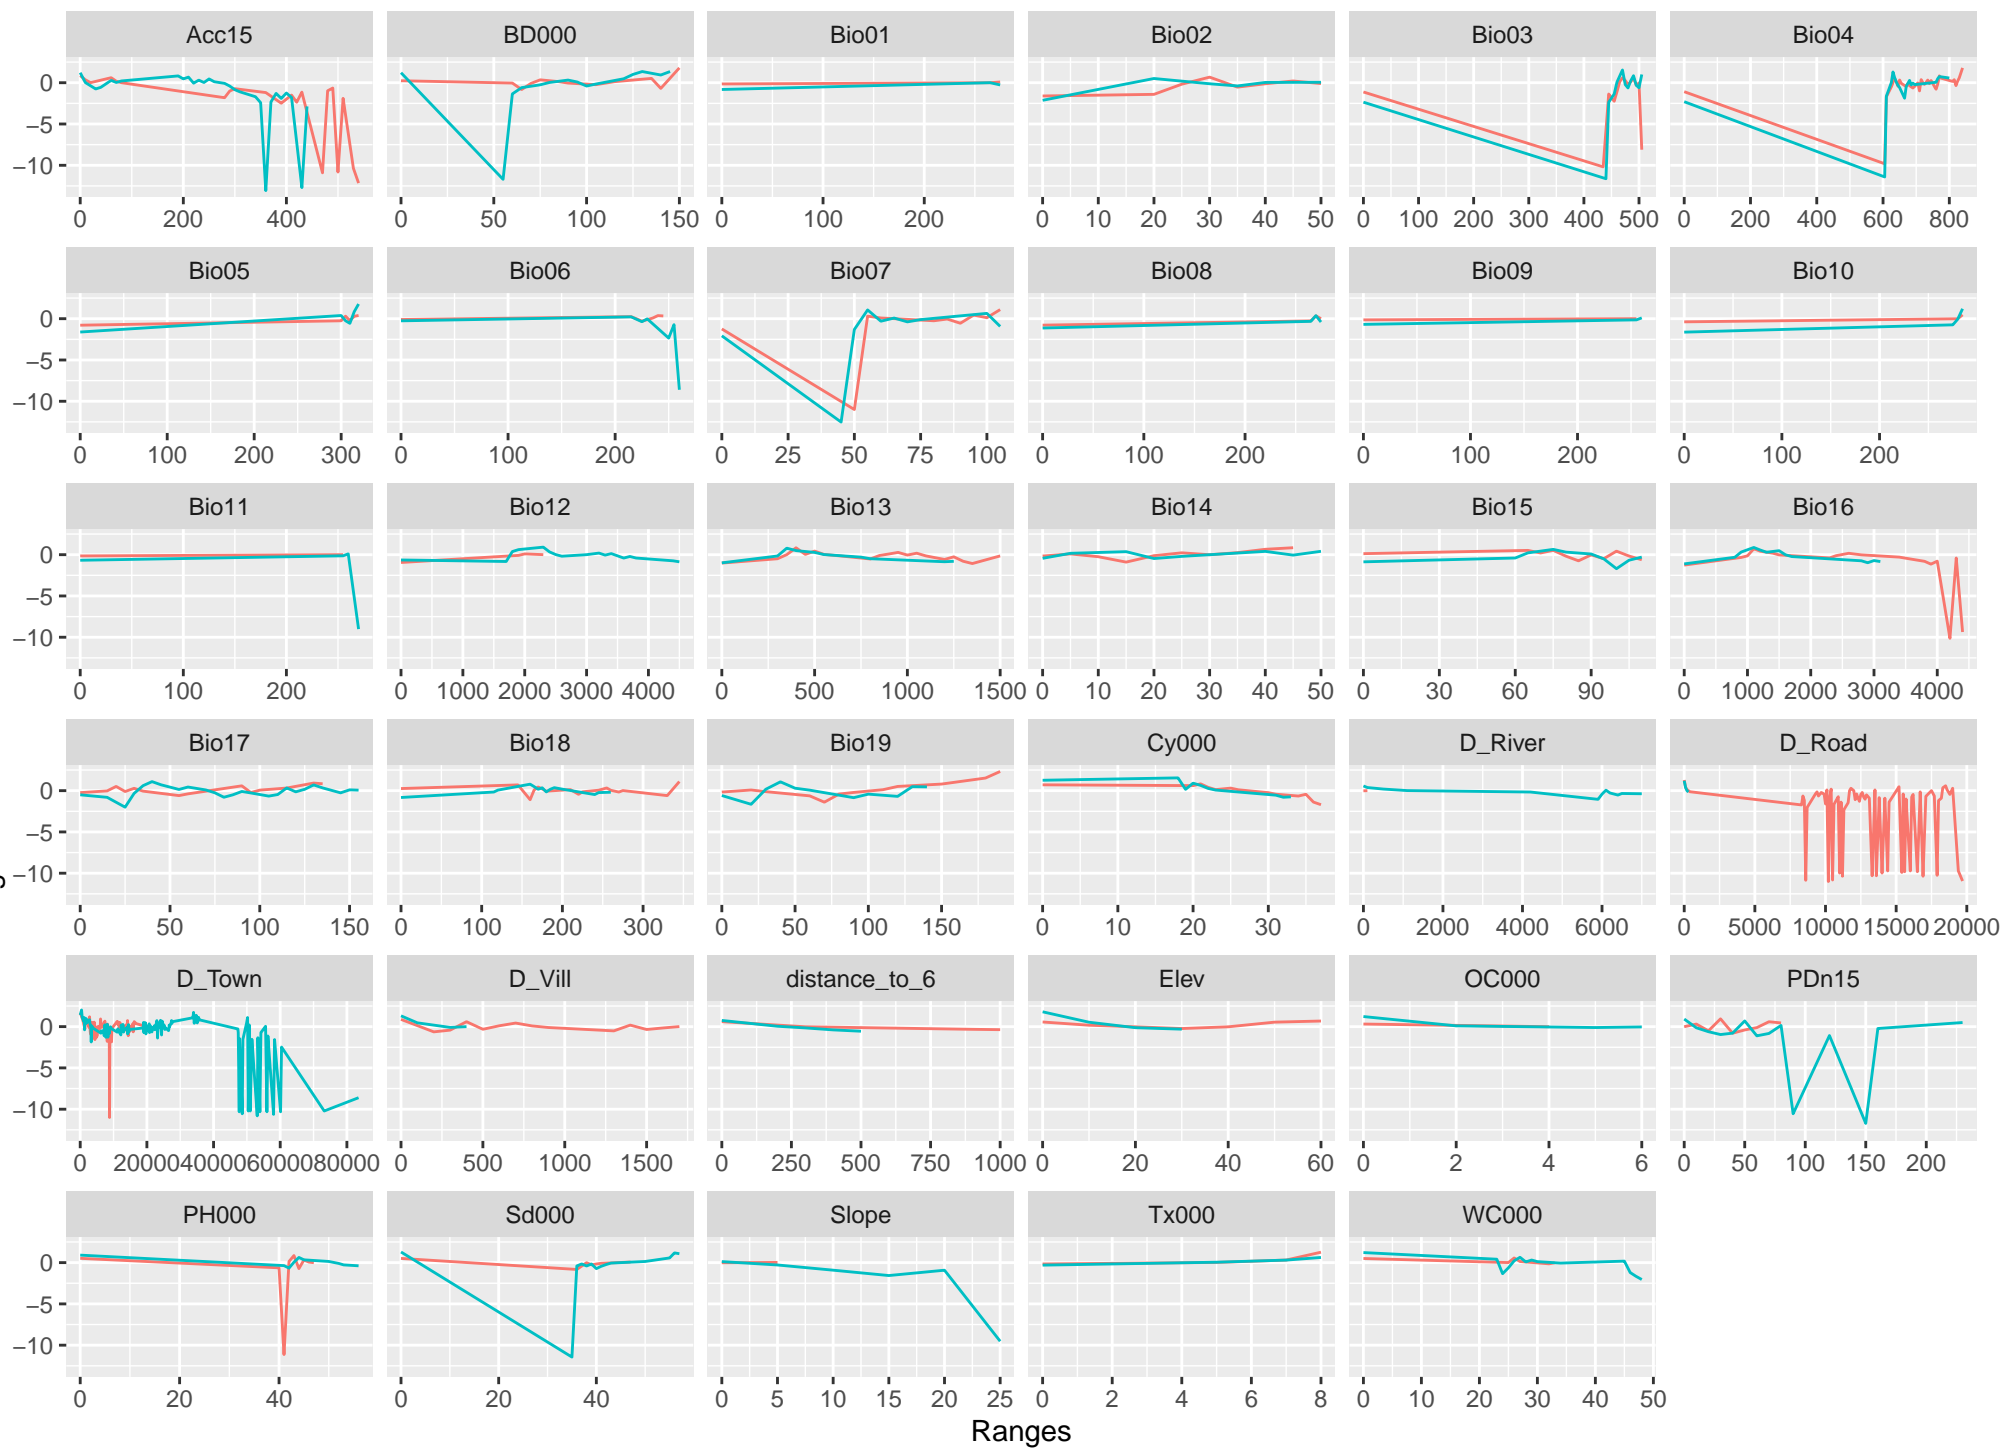 Acc15 BD000 Bio01 Bio02 Bio03 Bio04
0
−5
−10
0 200 400 0 50 100 150 0 100 200 0 10 20 30 40 50 0 100 200 300 400 500 0 200 400 600 800
Bio05 Bio06 Bio07 Bio08 Bio09 Bio10
0
−5
−10
0 100 200 300 0 100 200 0 25 50 75 100 0 100 200 0 100 200 0 100 200
Bio11 Bio12 Bio13 Bio14 Bio15 Bio16
0
−5
−10
0 100 200 0 1000 2000 3000 4000 0 500 1000 1500 0 10 20 30 40 50 0 30 60 90 0 1000 2000 3000 4000
Bio17 Bio18 Bio19 Cy000 D_River D_Road
0
−5
−10
0 50 100 150 0 100 200 300 0 50 100 150 0 10 20 30 0 2000 4000 6000 0 5000 10000 15000 20000
D_Town D_Vill distance_to_6 Elev OC000 PDn15
0
−5
−10
0 20000 40000 60000 80000 0 500 1000 1500 0 250 500 750 1000 0 20 40 60 0 2 4 6 0 50 100 150 200
PH000 Sd000 Slope Tx000 WC000
0
−5
−10
0 20 40 0 20 40 0 5 10 15 20 25 0 2 4 6 8 0 10 20 30 40 50
Ranges